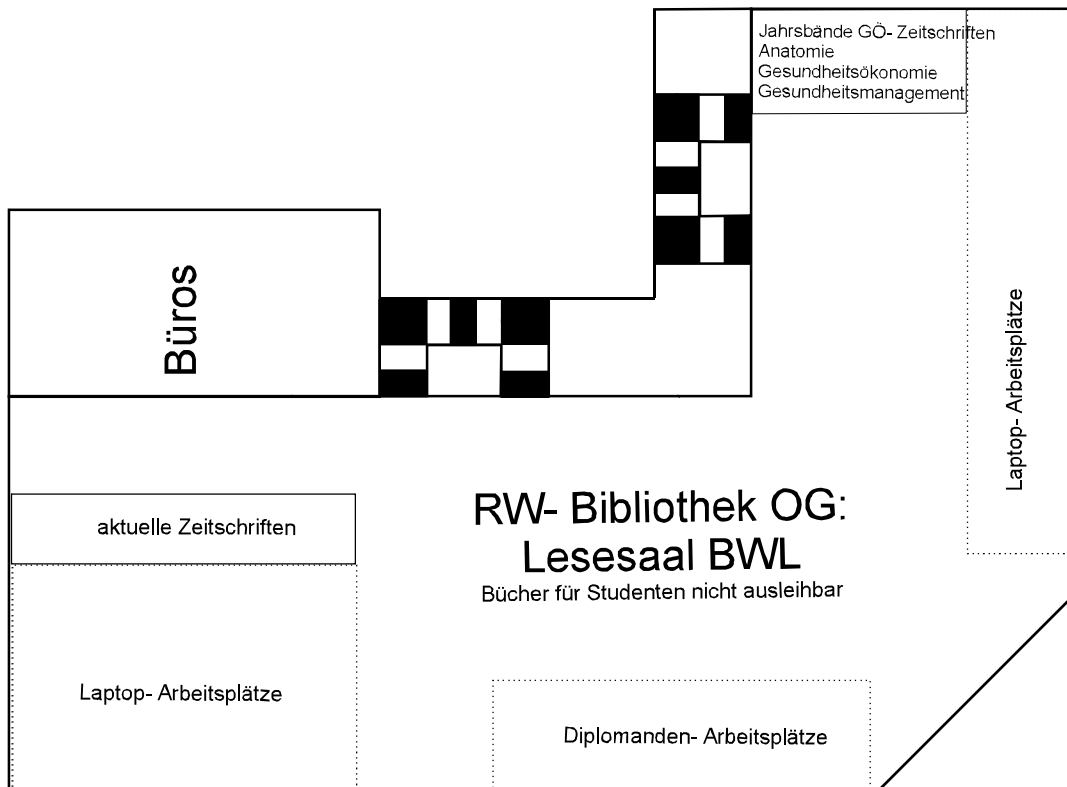 Jahrsbände GÖ- Zeitschriften
Anatomie
Gesundheitsökonomie
Gesundheitsmanagement
Büros
Laptop- Arbeitsplätze
aktuelle Zeitschriften
RW- Bibliothek OG:
Lesesaal BWL
Bücher für Studenten nicht ausleihbar
Laptop- Arbeitsplätze
Diplomanden- Arbeitsplätze